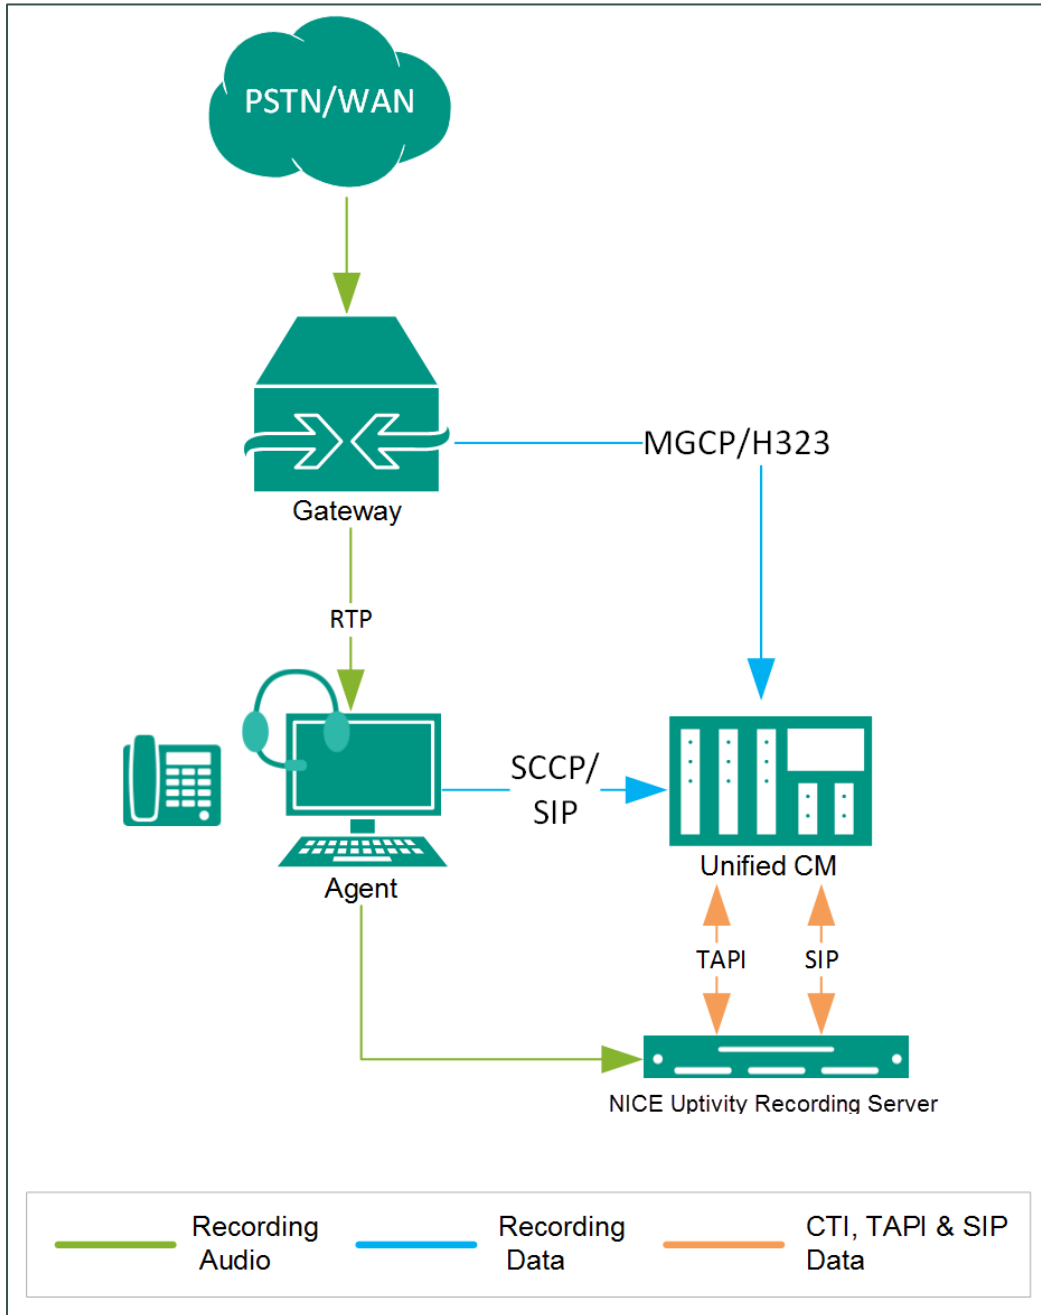 PSTN/WAN
MGCP/H323
Gateway
RTP
SCCP/
SIP
Unified CM
Agent
TAPI
SIP
NICE Uptivity Recording Server
Recording
Audio
Recording
Data
CTI, TAPI & SIP
Data